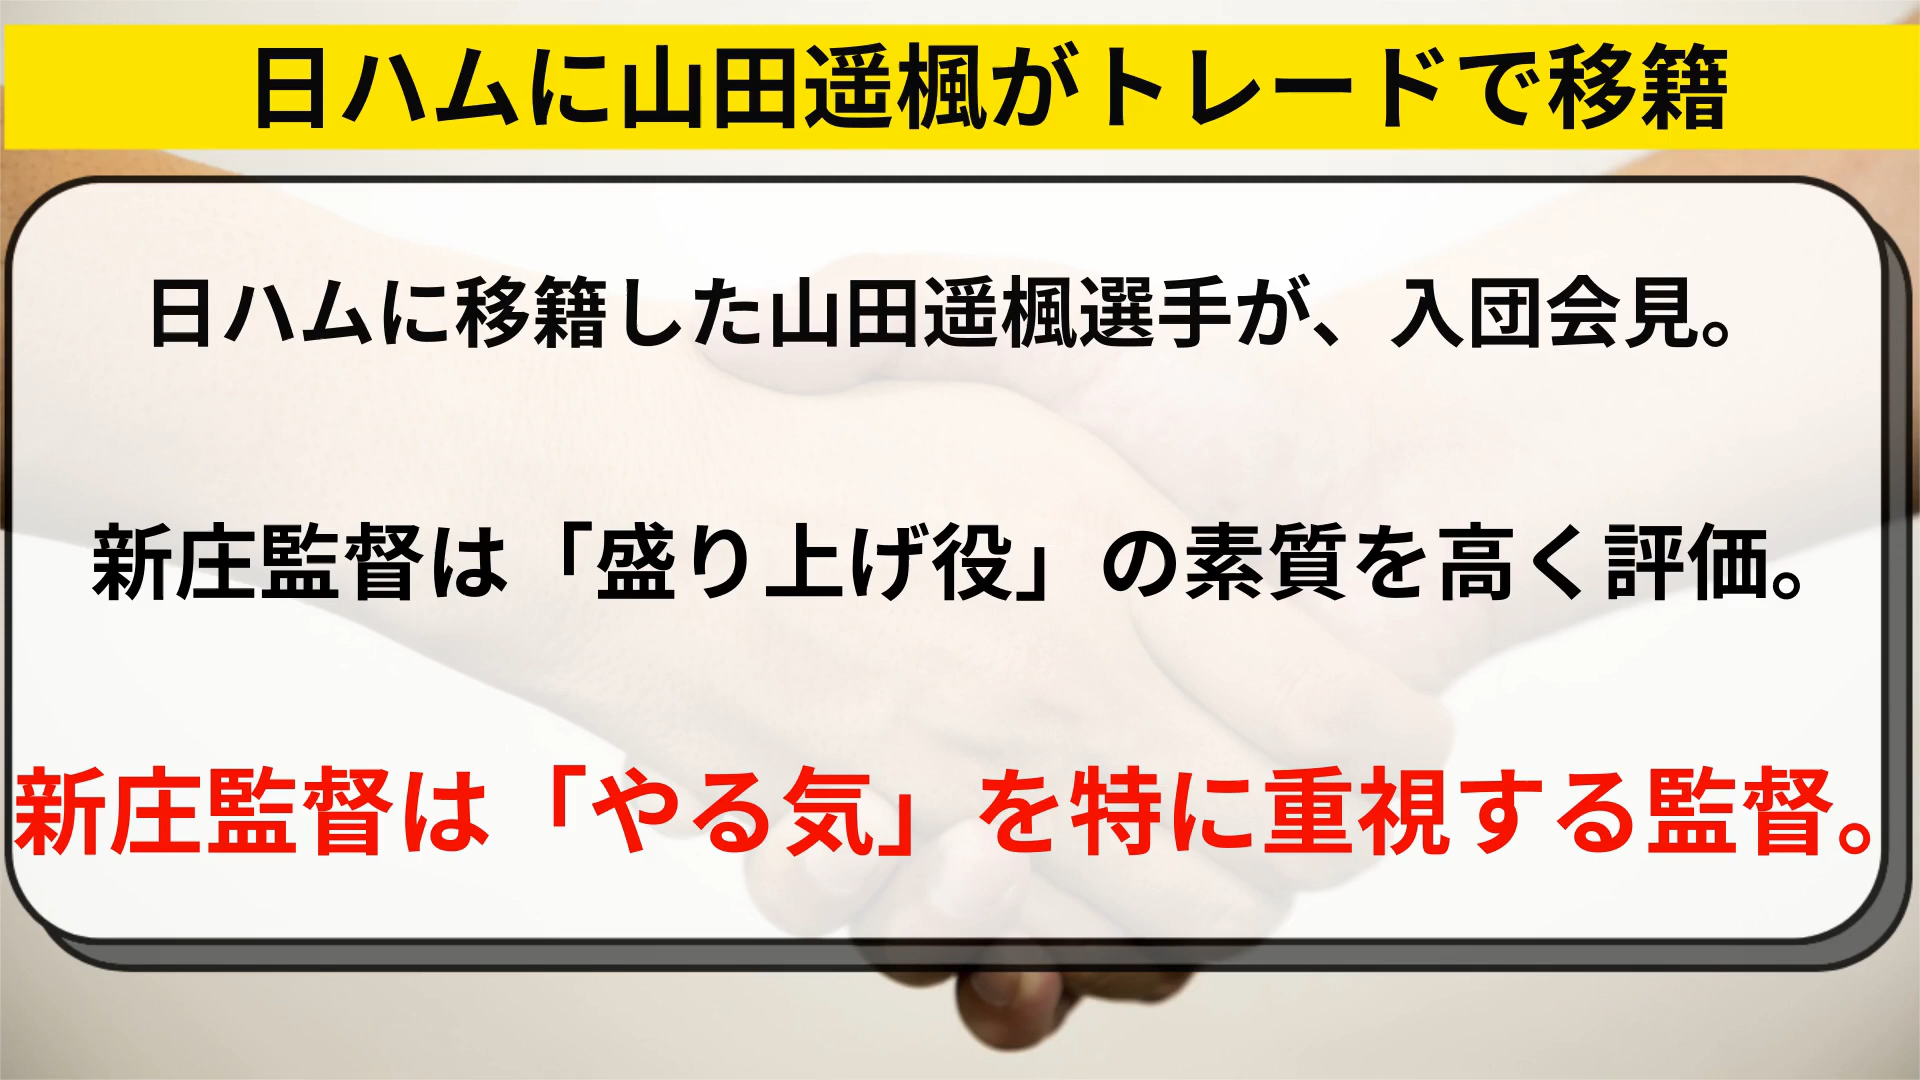 日ハムに山田遥楓がトレードで移籍
日ハムに移籍した山田遥楓選手が、入団会見。
新庄監督は「盛り上げ役」の素質を高く評価。
新庄監督は「やる気」を特に重視する監督。